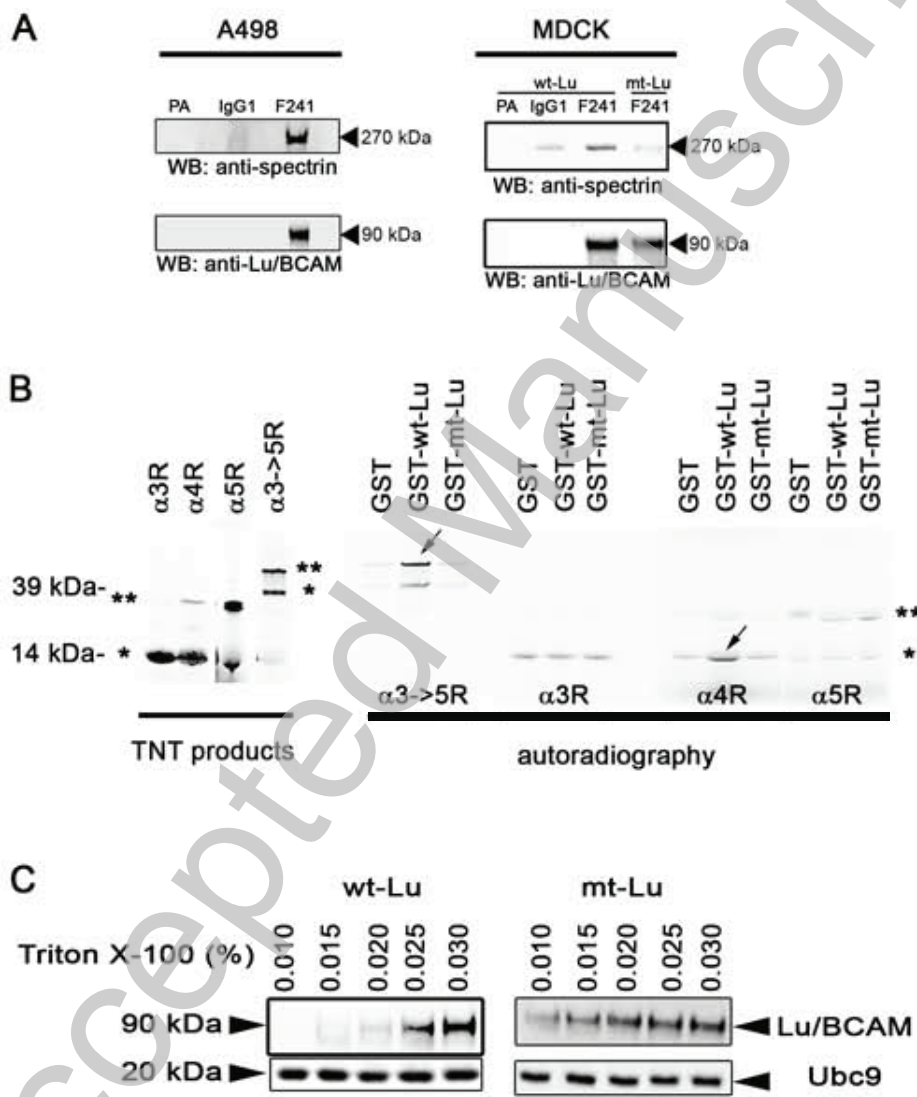 A
A498
MDCK
wt-Lu mt-Lu
PA IgG1 F241
PA IgG1 F241 F241
270 kDa
270 kDa
WB: anti-spectrin
WB: anti-spectrin
90 kDa
90 kDa
WB: anti-Lu/BCAM
WB: anti-Lu/BCAM
B
α3R
α4R
α5R
α3->5R
GST
GST-wt-Lu
GST-mt-Lu
GST
GST-wt-Lu
GST-mt-Lu
GST
GST-wt-Lu
GST-mt-Lu
GST
GST-wt-Lu
GST-mt-Lu
39 kDa-
**
**
*
**
14 kDa- *
*
α3->5R α3R α4R α5R
TNT products
autoradiography
C
wt-Lu
mt-Lu
Triton X-100 (%)
0.010
0.015
0.020
0.025
0.030
0.010
0.015
0.020
0.025
0.030
90 kDa
Lu/BCAM
20 kDa
Ubc9
Accepted Manuscri